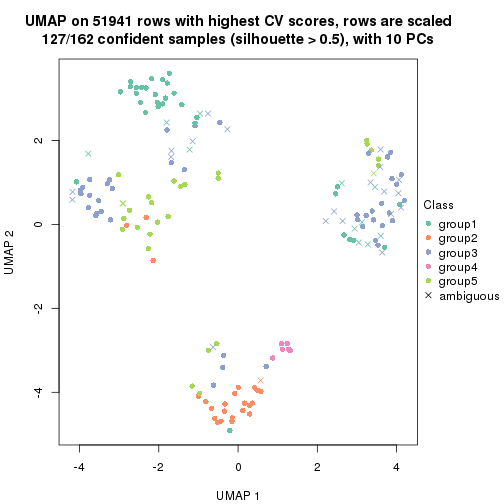 UMAP on 51941 rows with highest CV scores, rows are scaled
127/162 confident samples (silhouette > 0.5), with 10 PCs
UMAP 2
2
0
-2
-4
-4
-2
0
2
4
UMAP 1
Class
group1
group2
group3
group4
group5
ambiguous